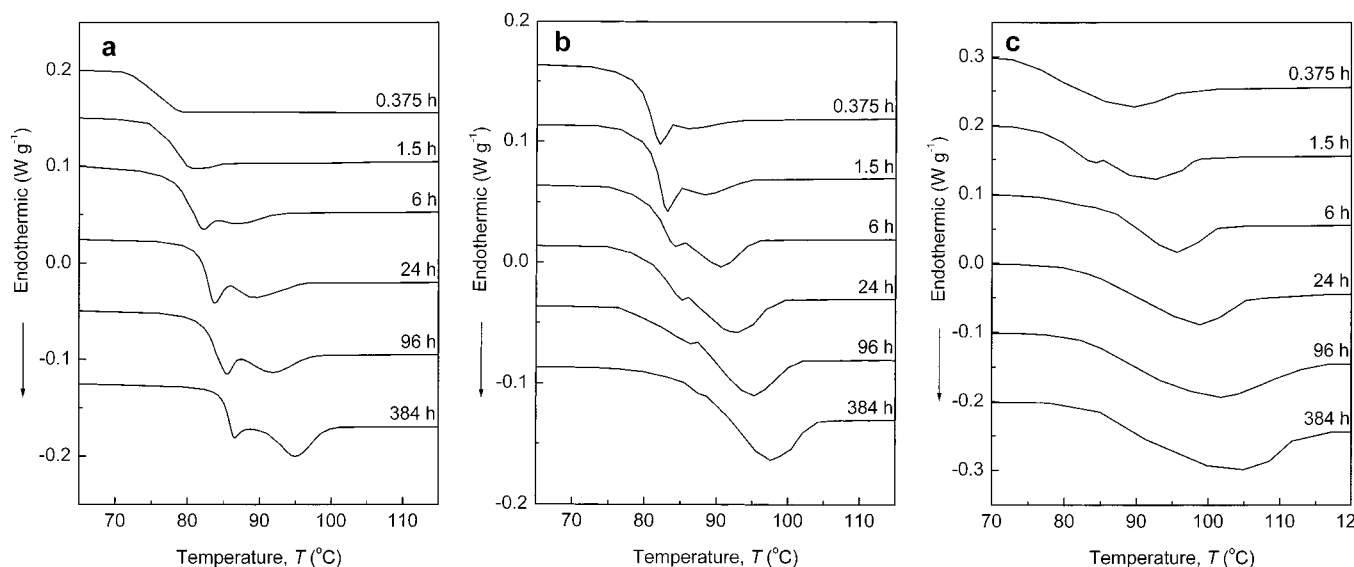 a
0.2
0.1
0.0
-0.1
-0.2
Endothermic (W g⁻¹)
0.375 h
1.5 h
6 h
24 h
96 h
384 h
70 80 90 100 110
Temperature, T (°C)
b
0.2
0.1
0.0
-0.1
-0.2
Endothermic (W g⁻¹)
0.375 h
1.5 h
6 h
24 h
96 h
384 h
70 80 90 100 110
Temperature, T (°C)
c
0.3
0.2
0.1
0.0
-0.1
-0.2
-0.3
Endothermic (W g⁻¹)
0.375 h
1.5 h
6 h
24 h
96 h
384 h
70 80 90 100 110 12
Temperature, T (°C)